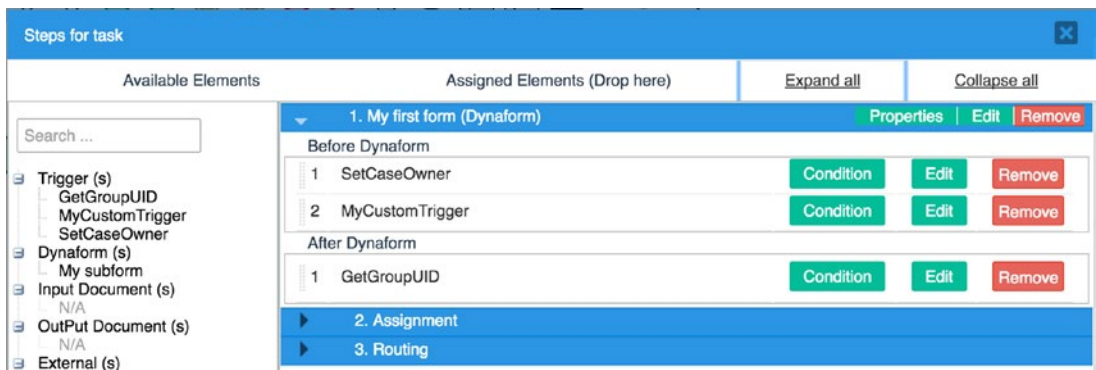 Steps for task
Available Elements Assigned Elements (Drop here) Expand all Collapse all
Search ...
Trigger (s)
GetGroupUID
MyCustomTrigger
SetCaseOwner
Dynaform (s)
My subform
Input Document (s)
N/A
OutPut Document (s)
N/A
External (s)
1. My first form (Dynaform) Properties Edit Remove
Before Dynaform
1 SetCaseOwner Condition Edit Remove
2 MyCustomTrigger Condition Edit Remove
After Dynaform
1 GetGroupUID Condition Edit Remove
2. Assignment
3. Routing